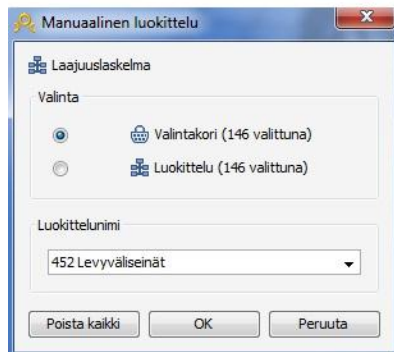 Manuaalinen luokittelu
Laajuuslaskelma
Valinta
Valintakori (146 valittuna)
Luokittelu (146 valittuna)
Luokittelunimi
452 Levyväliseinät
Poista kaikki OK Peruuta